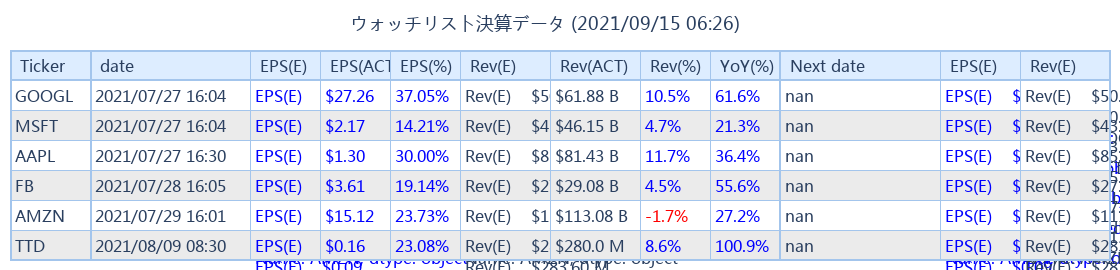 ウォッチリスト決算データ (2021/09/15 06:26)
Ticker date EPS(E) EPS(ACT EPS(%) Rev(E) Rev(ACT) Rev(%) YoY(%) Next date EPS(E) Rev(E)
GOOGL 2021/07/27 16:04 EPS(E) $27.26 37.05% Rev(E) $5 $61.88 B 10.5% 61.6% nan EPS(E) $ Rev(E) $50
MSFT 2021/07/27 16:04 EPS(E) $2.17 14.21% Rev(E) $4 $46.15 B 4.7% 21.3% nan EPS(E) $ Rev(E) $4
AAPL 2021/07/27 16:30 EPS(E) $1.30 30.00% Rev(E) $8 $81.43 B 11.7% 36.4% nan EPS(E) $ Rev(E) $8
FB 2021/07/28 16:05 EPS(E) $3.61 19.14% Rev(E) $2 $29.08 B 4.5% 55.6% nan EPS(E) $ Rev(E) $2
AMZN 2021/07/29 16:01 EPS(E) $15.12 23.73% Rev(E) $1 $113.08 B -1.7% 27.2% nan EPS(E) $ Rev(E) $11
TTD 2021/08/09 08:30 EPS(E) $0.16 23.08% Rev(E) $2 $280.0 M 8.6% 100.9% nan EPS(E) $ Rev(E) $28